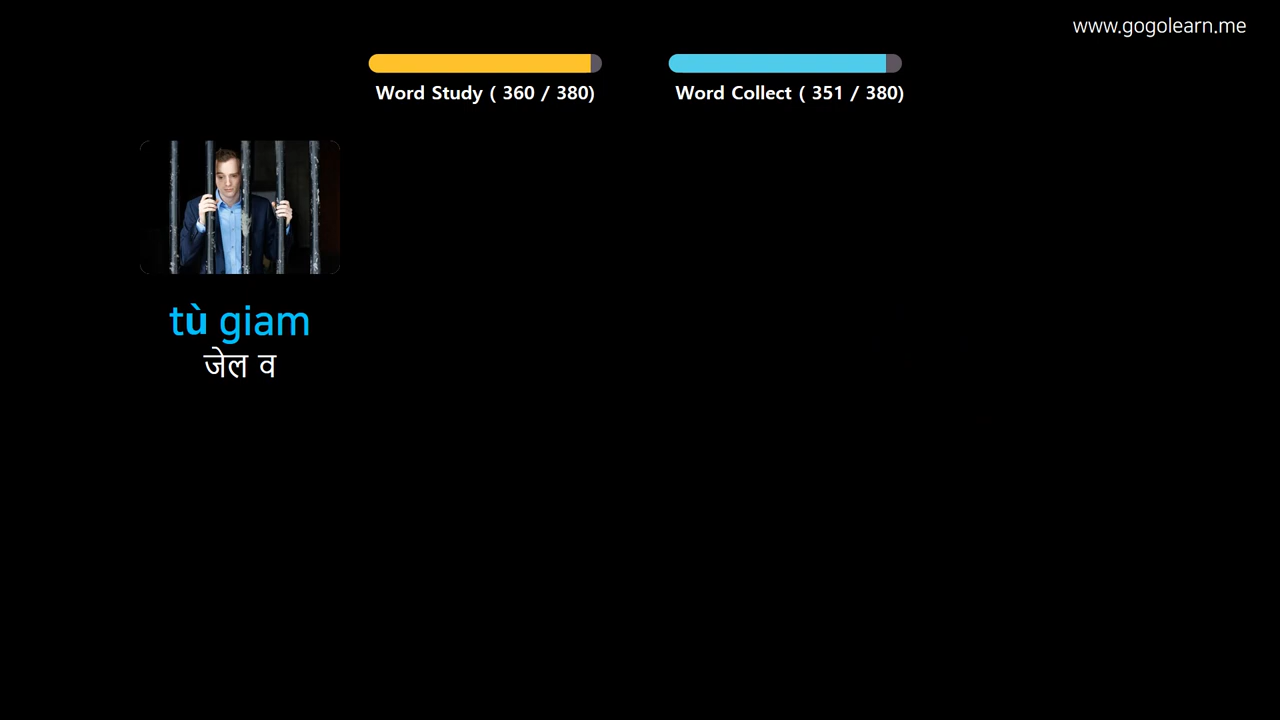 www.gogolearn.me
Word Study ( 360 / 380)
Word Collect ( 351 / 380)
tù giam
जेल व